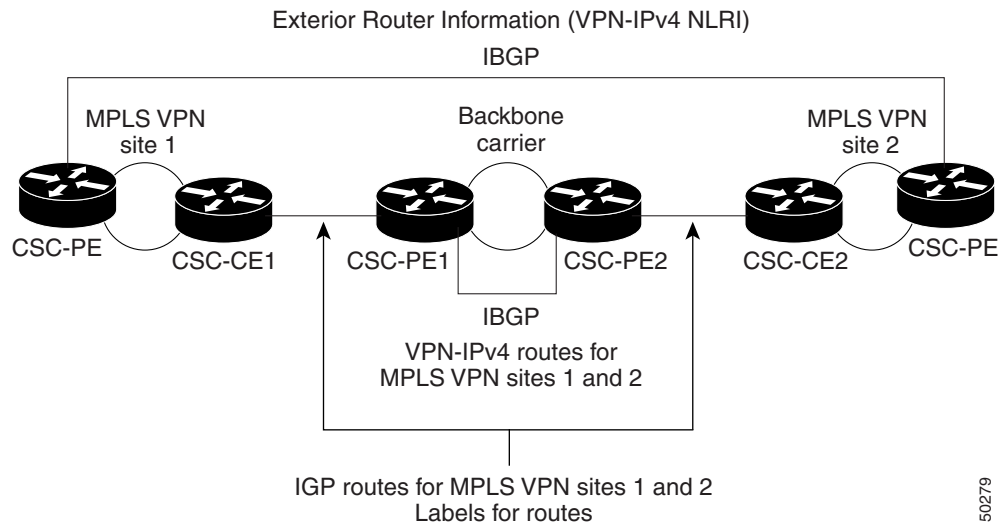 Exterior Router Information (VPN-IPv4 NLRI)
IBGP
MPLS VPN
site 1
Backbone
carrier
MPLS VPN
site 2
CSC-PE
CSC-CE1
CSC-PE1
CSC-PE2
CSC-CE2
CSC-PE
IBGP
VPN-IPv4 routes for
MPLS VPN sites 1 and 2
IGP routes for MPLS VPN sites 1 and 2
Labels for routes
50279